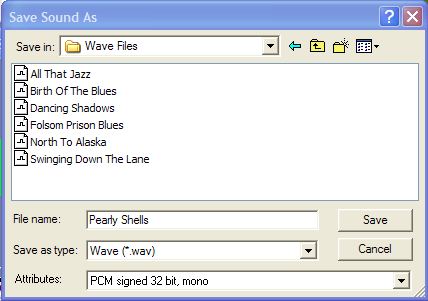 Save Sound As
Save in: Wave Files
All That Jazz
Birth Of The Blues
Dancing Shadows
Folsom Prison Blues
North To Alaska
Swinging Down The Lane
File name: Pearly Shells Save
Save as type: Wave (*.wav) Cancel
Attributes: PCM signed 32 bit, mono